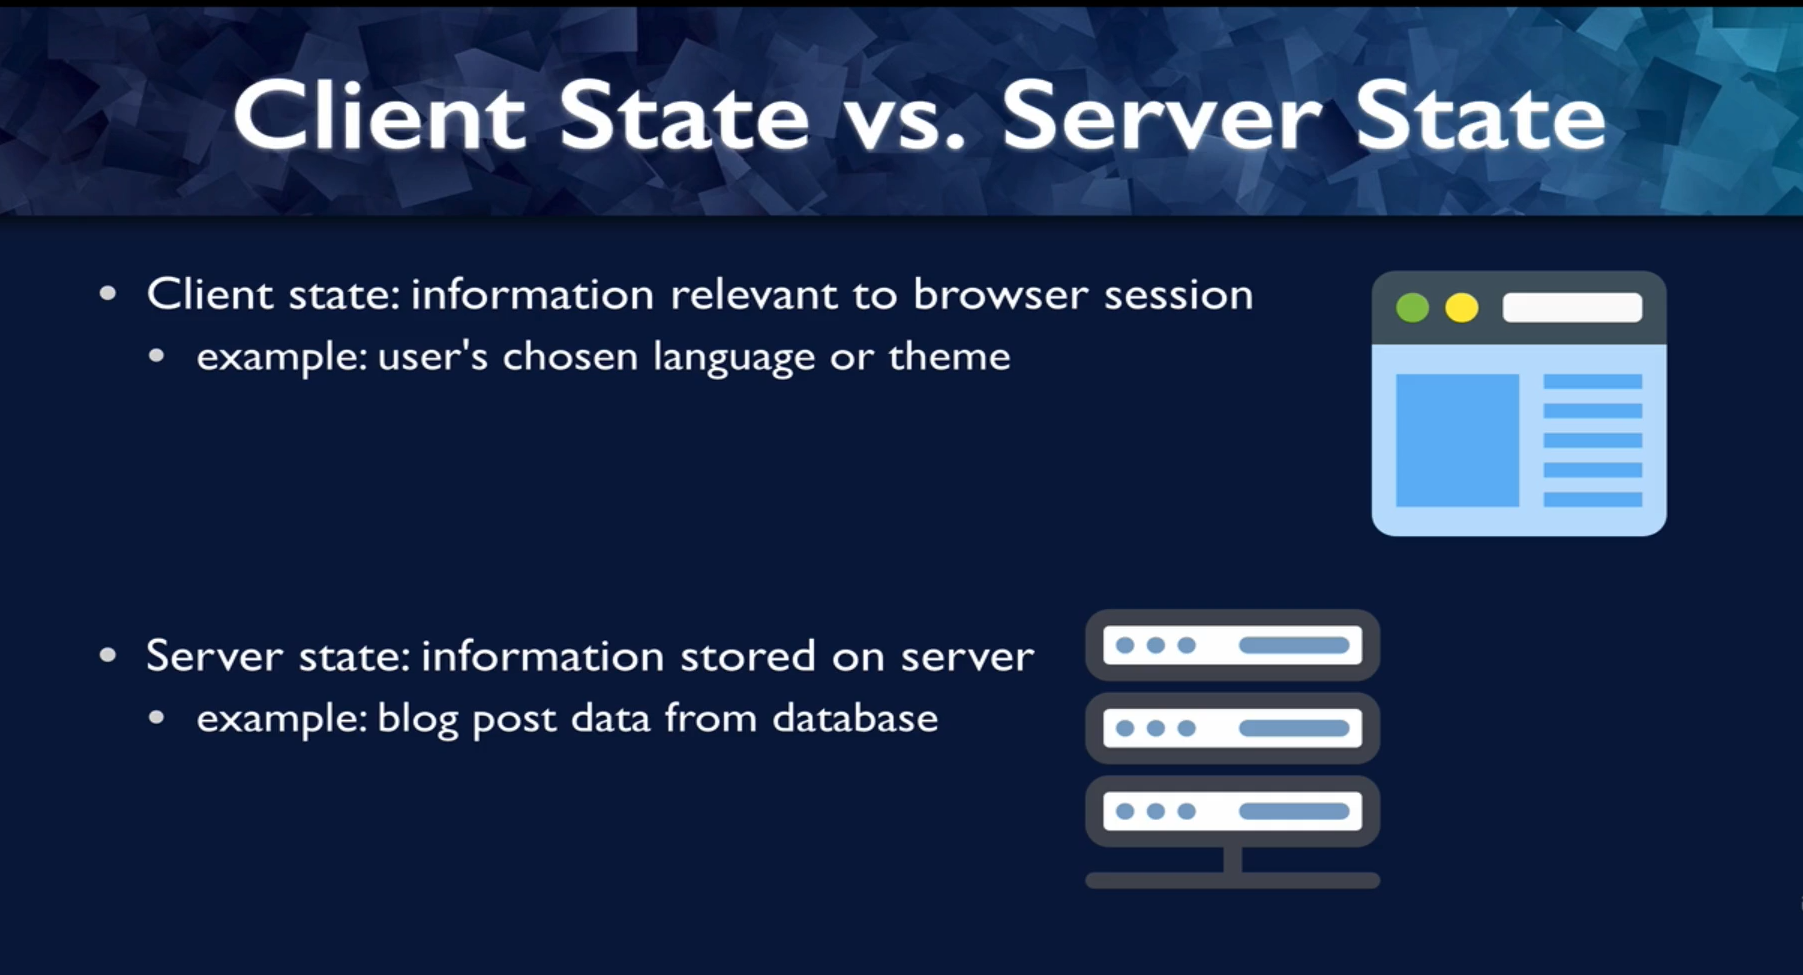 Client State vs. Server State
• Client state: information relevant to browser session
• example: user's chosen language or theme
• Server state: information stored on server
• example: blog post data from database